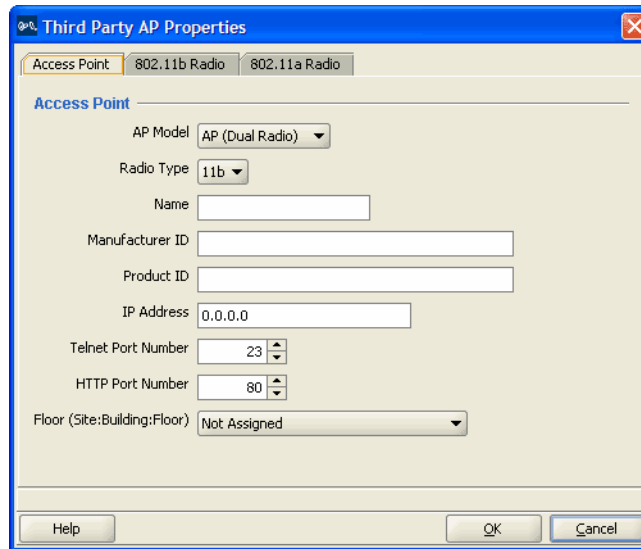 Third Party AP Properties
Access Point 802.11b Radio 802.11a Radio
Access Point
AP Model AP (Dual Radio)
Radio Type 11b
Name
Manufacturer ID
Product ID
IP Address 0.0.0.0
Telnet Port Number 23
HTTP Port Number 80
Floor (Site:Building:Floor) Not Assigned
Help OK Cancel